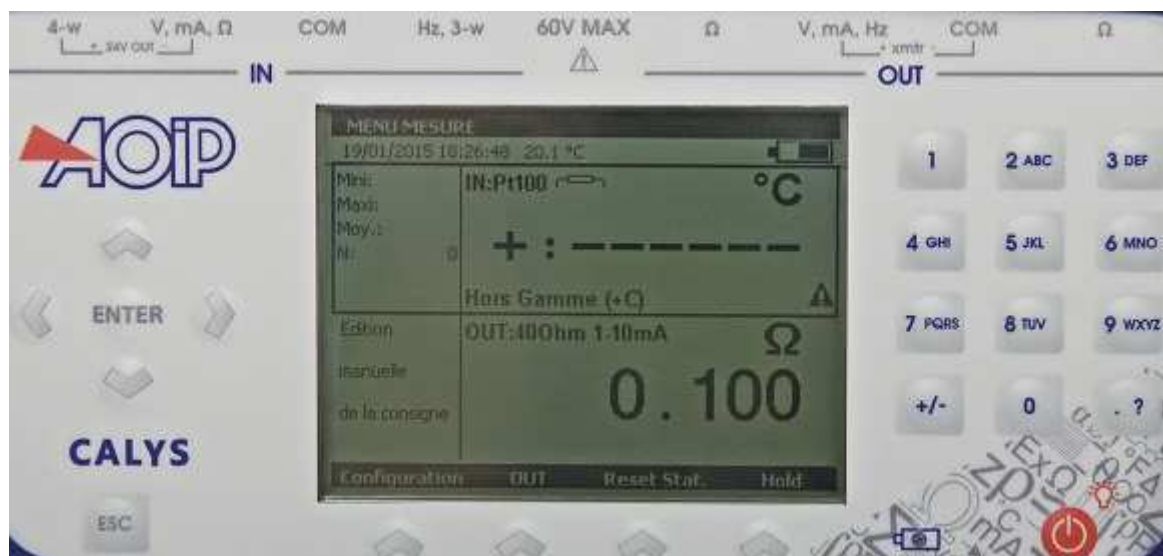 4-w V, mA, Ω COM Hz, 3-w 60V MAX Ω V, mA, Hz COM Ω
+ 24V OUT - + xmtr -
IN OUT
AOIP
MENU MESURE
19/01/2015 18:26:48 20.1 °C
Mini: IN:Pt100 °C
Maxi:
Moy.:
N: 0
+ : ------
Hors Gamme (+C)
Edition OUT:40Ohm 1-10mA Ω
manuelle 0.100
de la consigne
Configuration OUT Reset Stat. Hold
ENTER
CALYS
ESC
1 2 ABC 3 DEF
4 GHI 5 JKL 6 MNO
7 PQRS 8 TUV 9 WXYZ
+/- 0 . ?